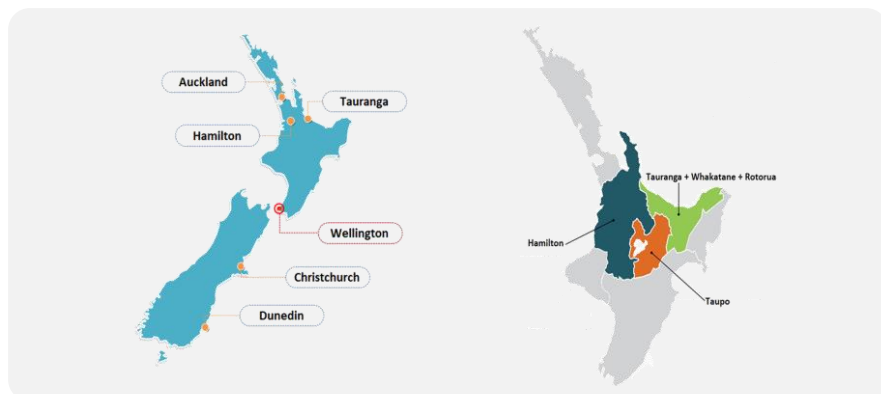 Auckland
Tauranga
Hamilton
Wellington
Christchurch
Dunedin
Tauranga + Whakatane + Rotorua
Hamilton
Taupo